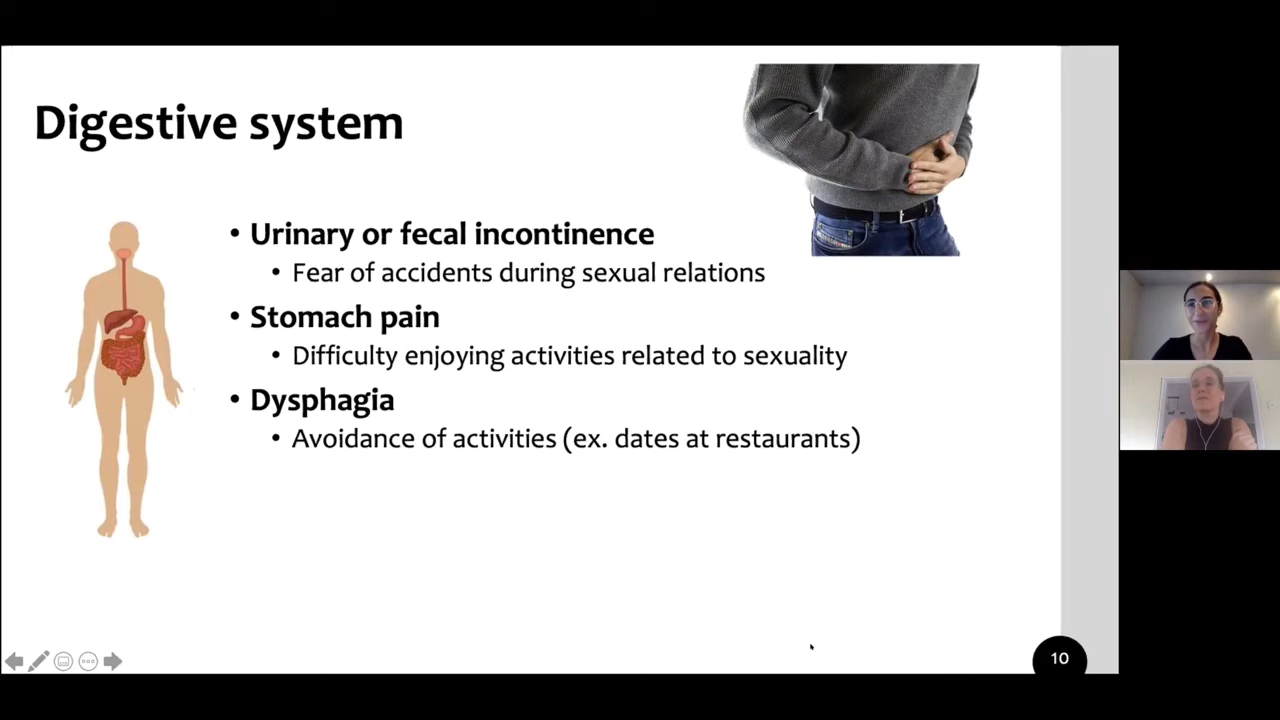 Digestive system
• Urinary or fecal incontinence
• Fear of accidents during sexual relations
• Stomach pain
• Difficulty enjoying activities related to sexuality
• Dysphagia
• Avoidance of activities (ex. dates at restaurants)
10